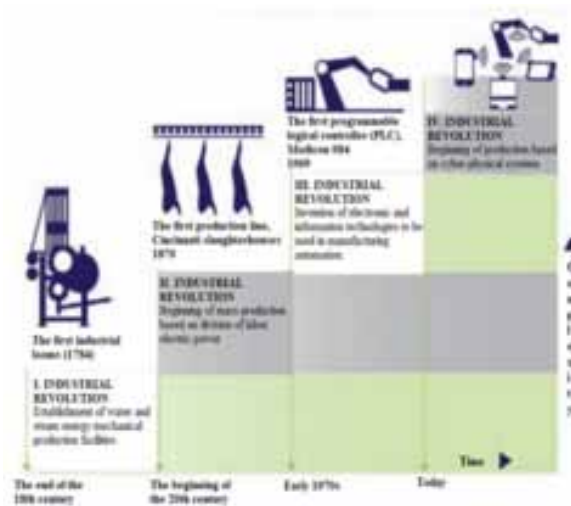 The first industrial
looms (1784)
I. INDUSTRIAL
REVOLUTION
Establishment of water and
steam energy mechanical
production facilities
The first production line,
Cincinnati slaughterhouses
1870
II. INDUSTRIAL
REVOLUTION
Beginning of mass production
based on division of labor
electric power
The first programmable
logical controller (PLC),
Modicon 084
1969
III. INDUSTRIAL
REVOLUTION
Invention of electronic and
information technologies to be
used in manufacturing
automation
IV. INDUSTRIAL
REVOLUTION
Beginning of production based
on cyber-physical systems
Time
The end of the
18th century
The beginning of
the 20th century
Early 1970s
Today